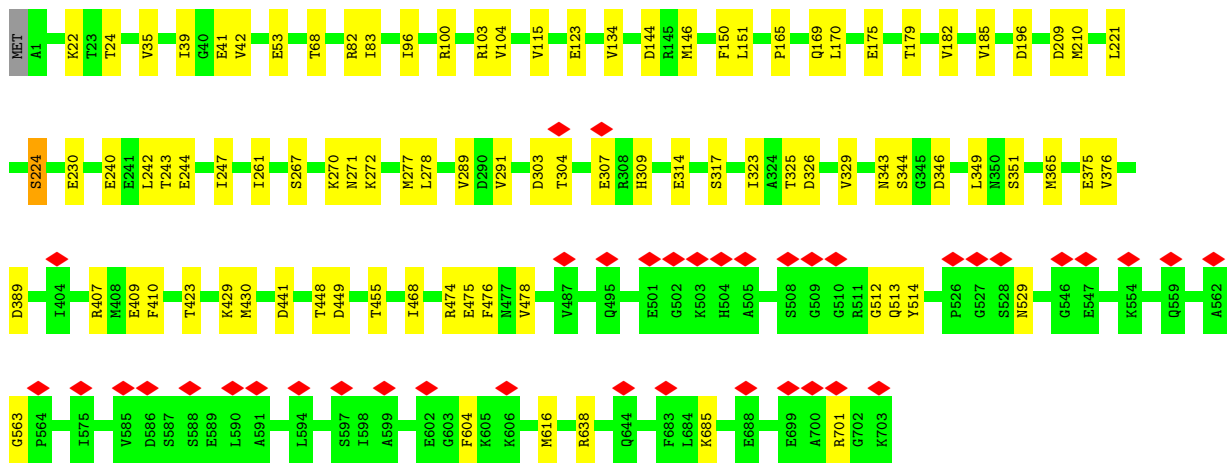 MET A1 K22 T23 T24 V35 I39 G40 E41 V42 E53 T68 R82 I83 I96 R100 R103 V104 V115 E123 V134 D144 R145 M146 F150 L151 P165 Q169 L170 E175 T179 V182 V185 D196 D209 M210 L221
S224 E230 E240 E241 L242 T243 E244 I247 I261 S267 K270 N271 K272 M277 L278 V289 D290 V291 D303 T304 E307 R308 H309 E314 S317 I323 A324 T325 D326 V329 N343 S344 G345 D346 L349 N350 S351 M365 E375 V376
D389 I404 R407 M408 E409 F410 T423 K429 M430 D441 T448 D449 T455 I468 R474 E475 F476 N477 V478 V487 Q495 E501 G502 K503 H504 A505 S508 G509 G510 R511 G512 Q513 Y514 P526 G527 S528 N529 G546 E547 K554 Q559 A562
G563 P564 I575 V585 D586 S587 S588 E589 L590 A591 L594 S597 I598 A599 E602 G603 F604 K605 K606 M616 R638 Q644 F683 L684 K685 E688 E699 A700 R701 G702 K703